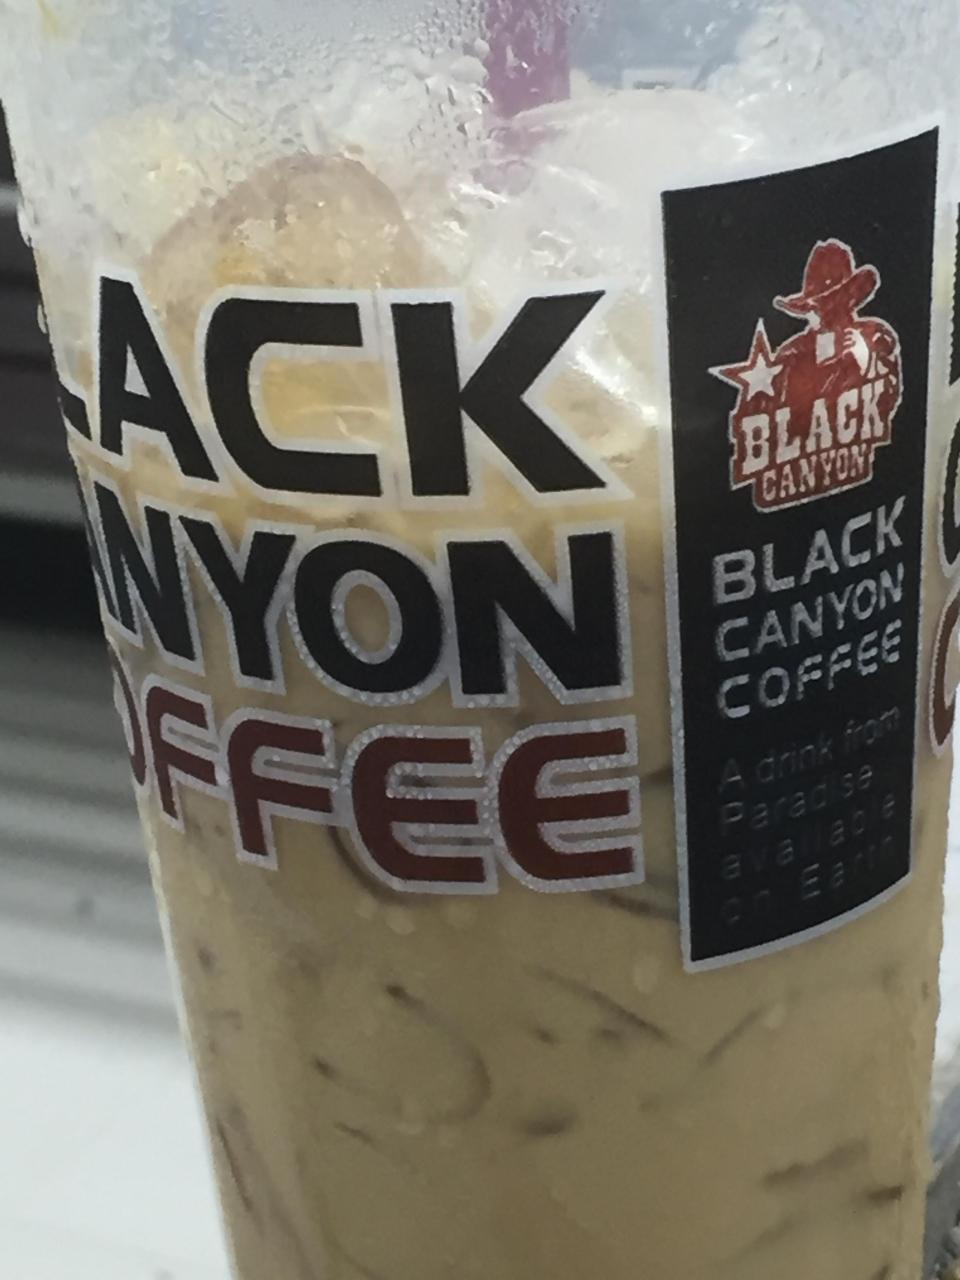 LACK
ANYON
OFFEE
BLACK
CANYON
BLACK
CANYON
COFFEE
A drink from
Paradise
available
on Earth